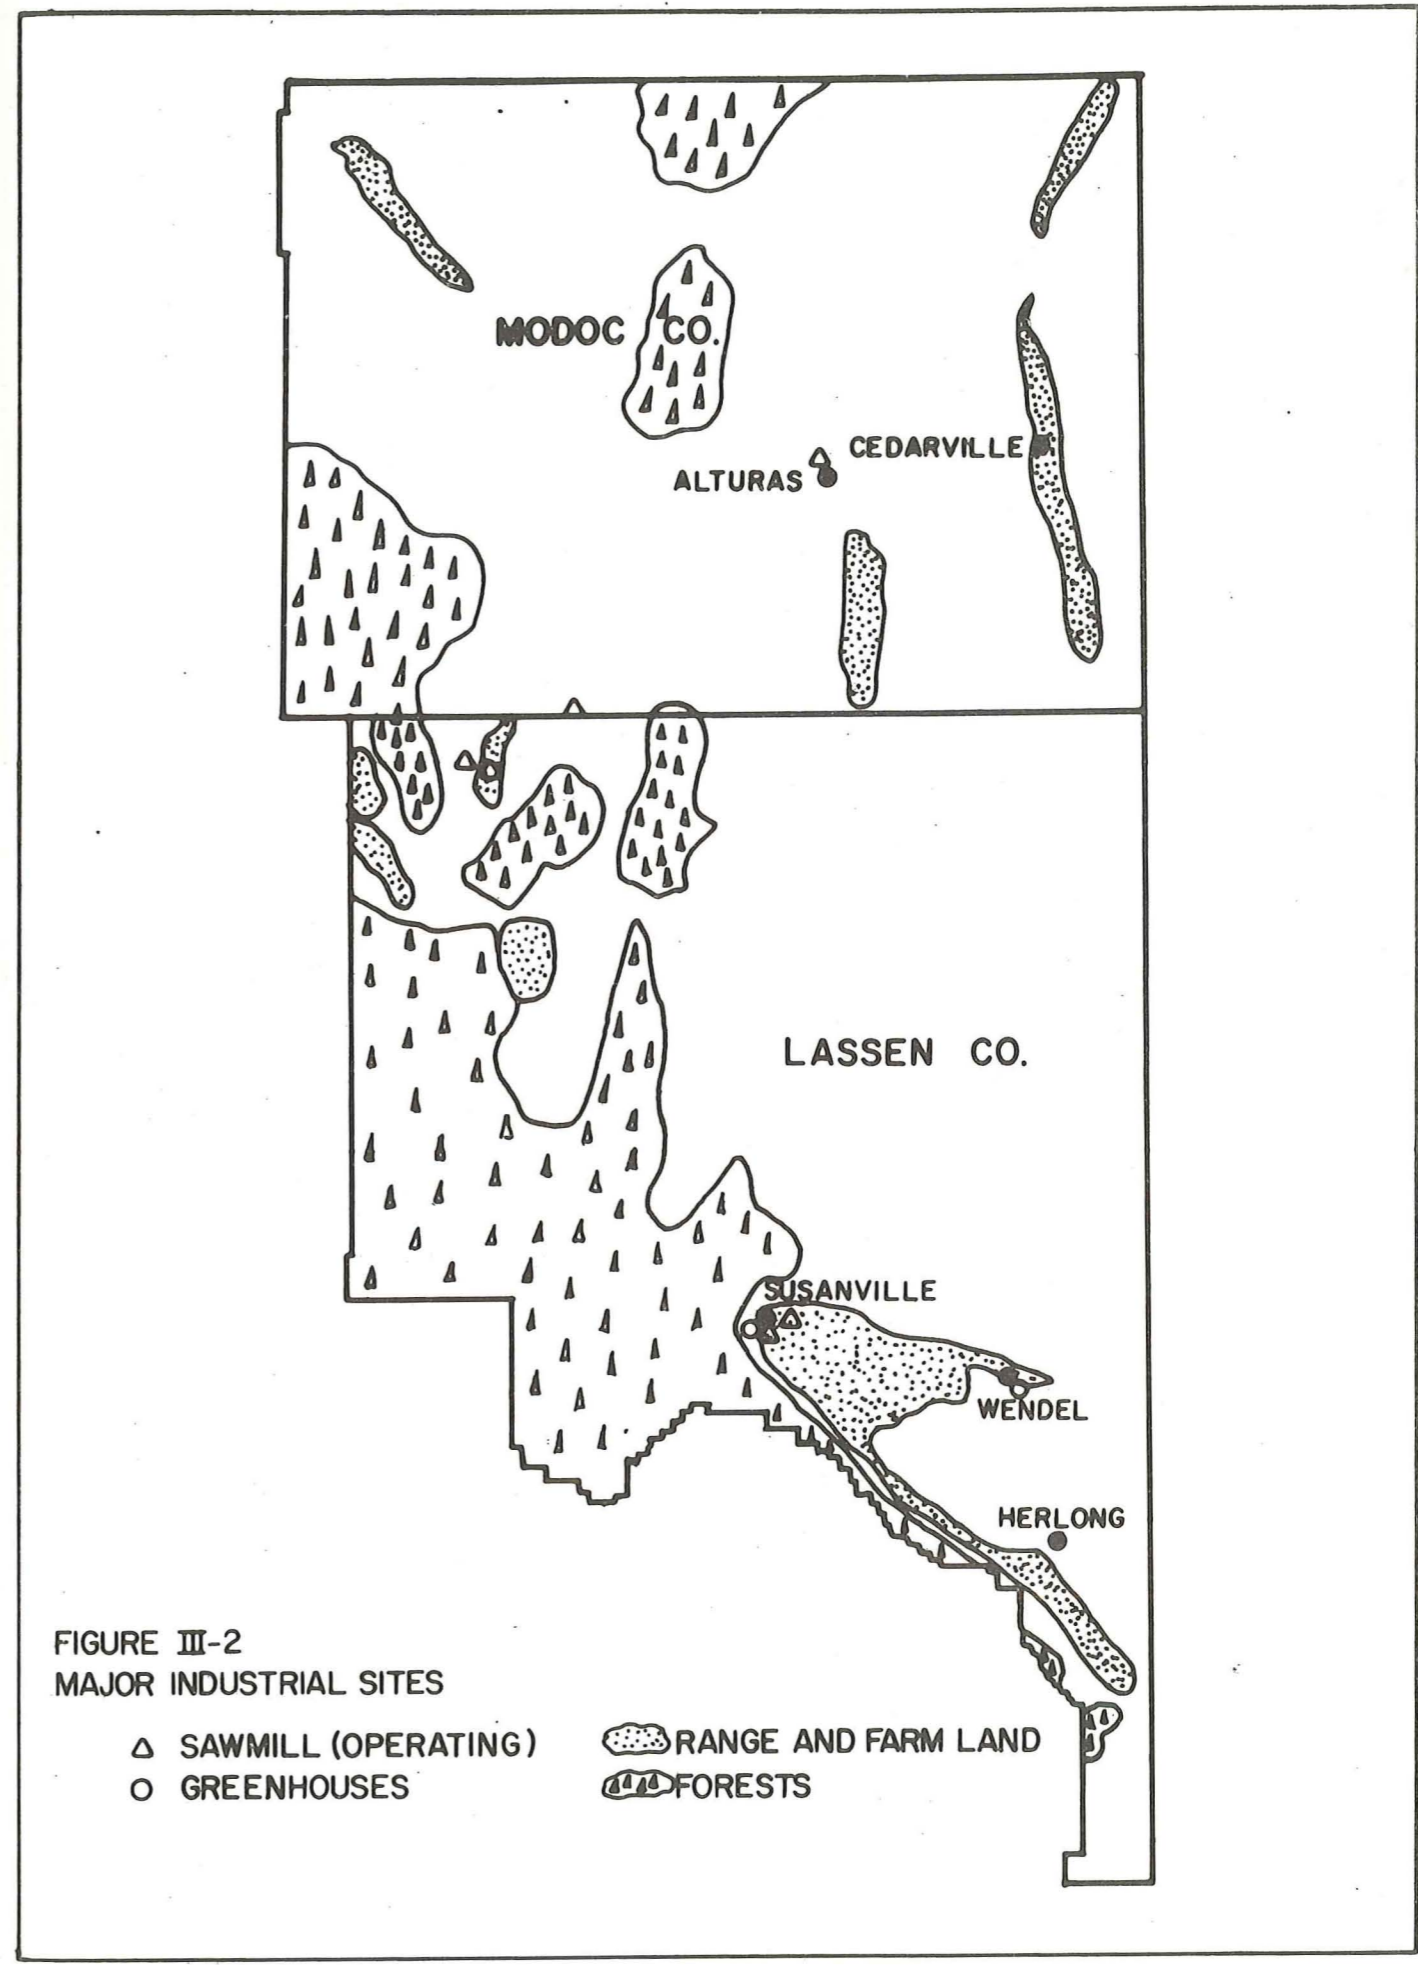 MODOC CO.
CEDARVILLE
ALTURAS
LASSEN CO.
SUSANVILLE
WENDEL
HERLONG
FIGURE III-2
MAJOR INDUSTRIAL SITES
SAWMILL (OPERATING)
GREENHOUSES
RANGE AND FARM LAND
FORESTS